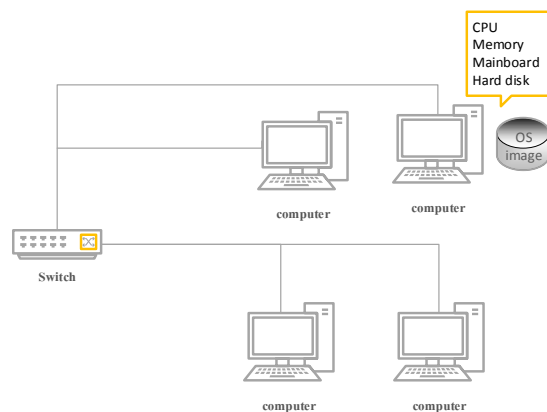 CPU
Memory
Mainboard
Hard disk
OS
image
computer
computer
Switch
computer
computer